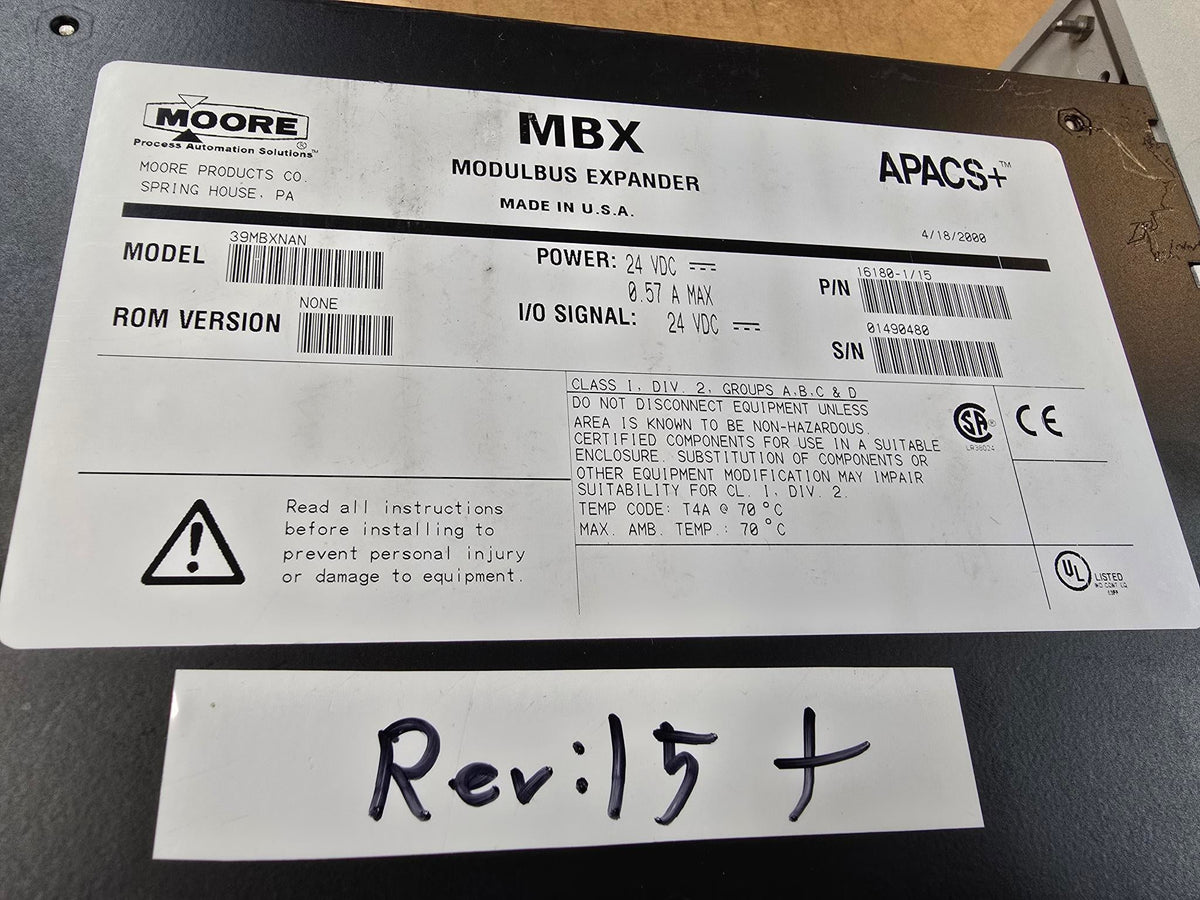 MOORE
®
Process Automation Solutions™
MOORE PRODUCTS CO.
SPRING HOUSE, PA
MBX
MODULBUS EXPANDER
MADE IN U.S.A.
APACS+™
4/18/2000
MODEL
39MBXNAN
ROM VERSION
NONE
POWER: 24 VDC
0.57 A MAX
I/O SIGNAL: 24 VDC
P/N
16180-1/15
S/N
01490480
CLASS I, DIV. 2, GROUPS A,B,C & D
DO NOT DISCONNECT EQUIPMENT UNLESS
AREA IS KNOWN TO BE NON-HAZARDOUS.
CERTIFIED COMPONENTS FOR USE IN A SUITABLE
ENCLOSURE. SUBSTITUTION OF COMPONENTS OR
OTHER EQUIPMENT MODIFICATION MAY IMPAIR
SUITABILITY FOR CL. I, DIV. 2.
TEMP CODE: T4A @ 70 °C
MAX. AMB. TEMP.: 70 °C
SA®
LR38024
CE
UL LISTED
Read all instructions
before installing to
prevent personal injury
or damage to equipment.
Rev:15+